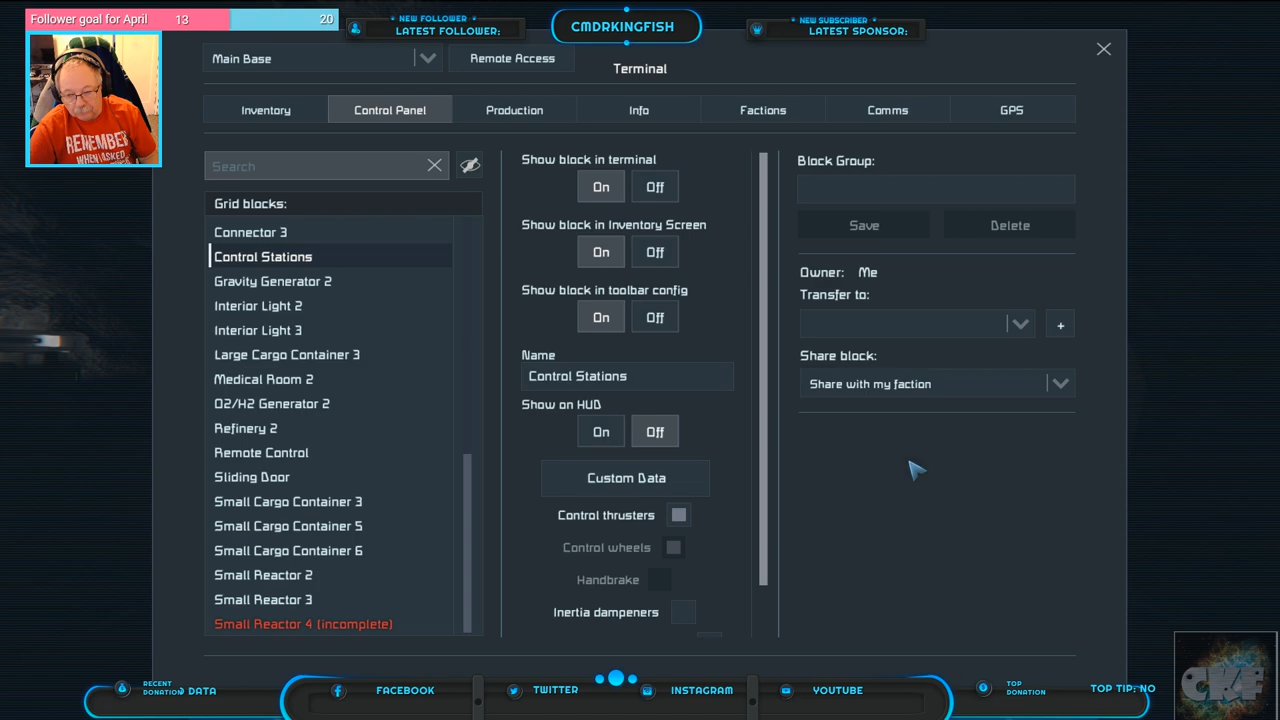 Follower goal for April 13 20
NEW FOLLOWER
LATEST FOLLOWER:
CMDRKINGFISH
NEW SUBSCRIBER
LATEST SPONSOR:
Main Base
Remote Access
Terminal
Inventory
Control Panel
Production
Info
Factions
Comms
GPS
REMEMBER
WHEN I ASKED
Search
Grid blocks:
Connector 3
Control Stations
Gravity Generator 2
Interior Light 2
Interior Light 3
Large Cargo Container 3
Medical Room 2
O2/H2 Generator 2
Refinery 2
Remote Control
Sliding Door
Small Cargo Container 3
Small Cargo Container 5
Small Cargo Container 6
Small Reactor 2
Small Reactor 3
Small Reactor 4 (incomplete)
Show block in terminal
On Off
Show block in Inventory Screen
On Off
Show block in toolbar config
On Off
Name
Control Stations
Show on HUD
On Off
Custom Data
Control thrusters
Control wheels
Handbrake
Inertia dampeners
Block Group:
Save Delete
Owner: Me
Transfer to:
+
Share block:
Share with my faction
RECENT
DONATION
DATA
FACEBOOK
TWITTER
INSTAGRAM
YOUTUBE
TOP
DONATION
TOP TIP: NO
CKF